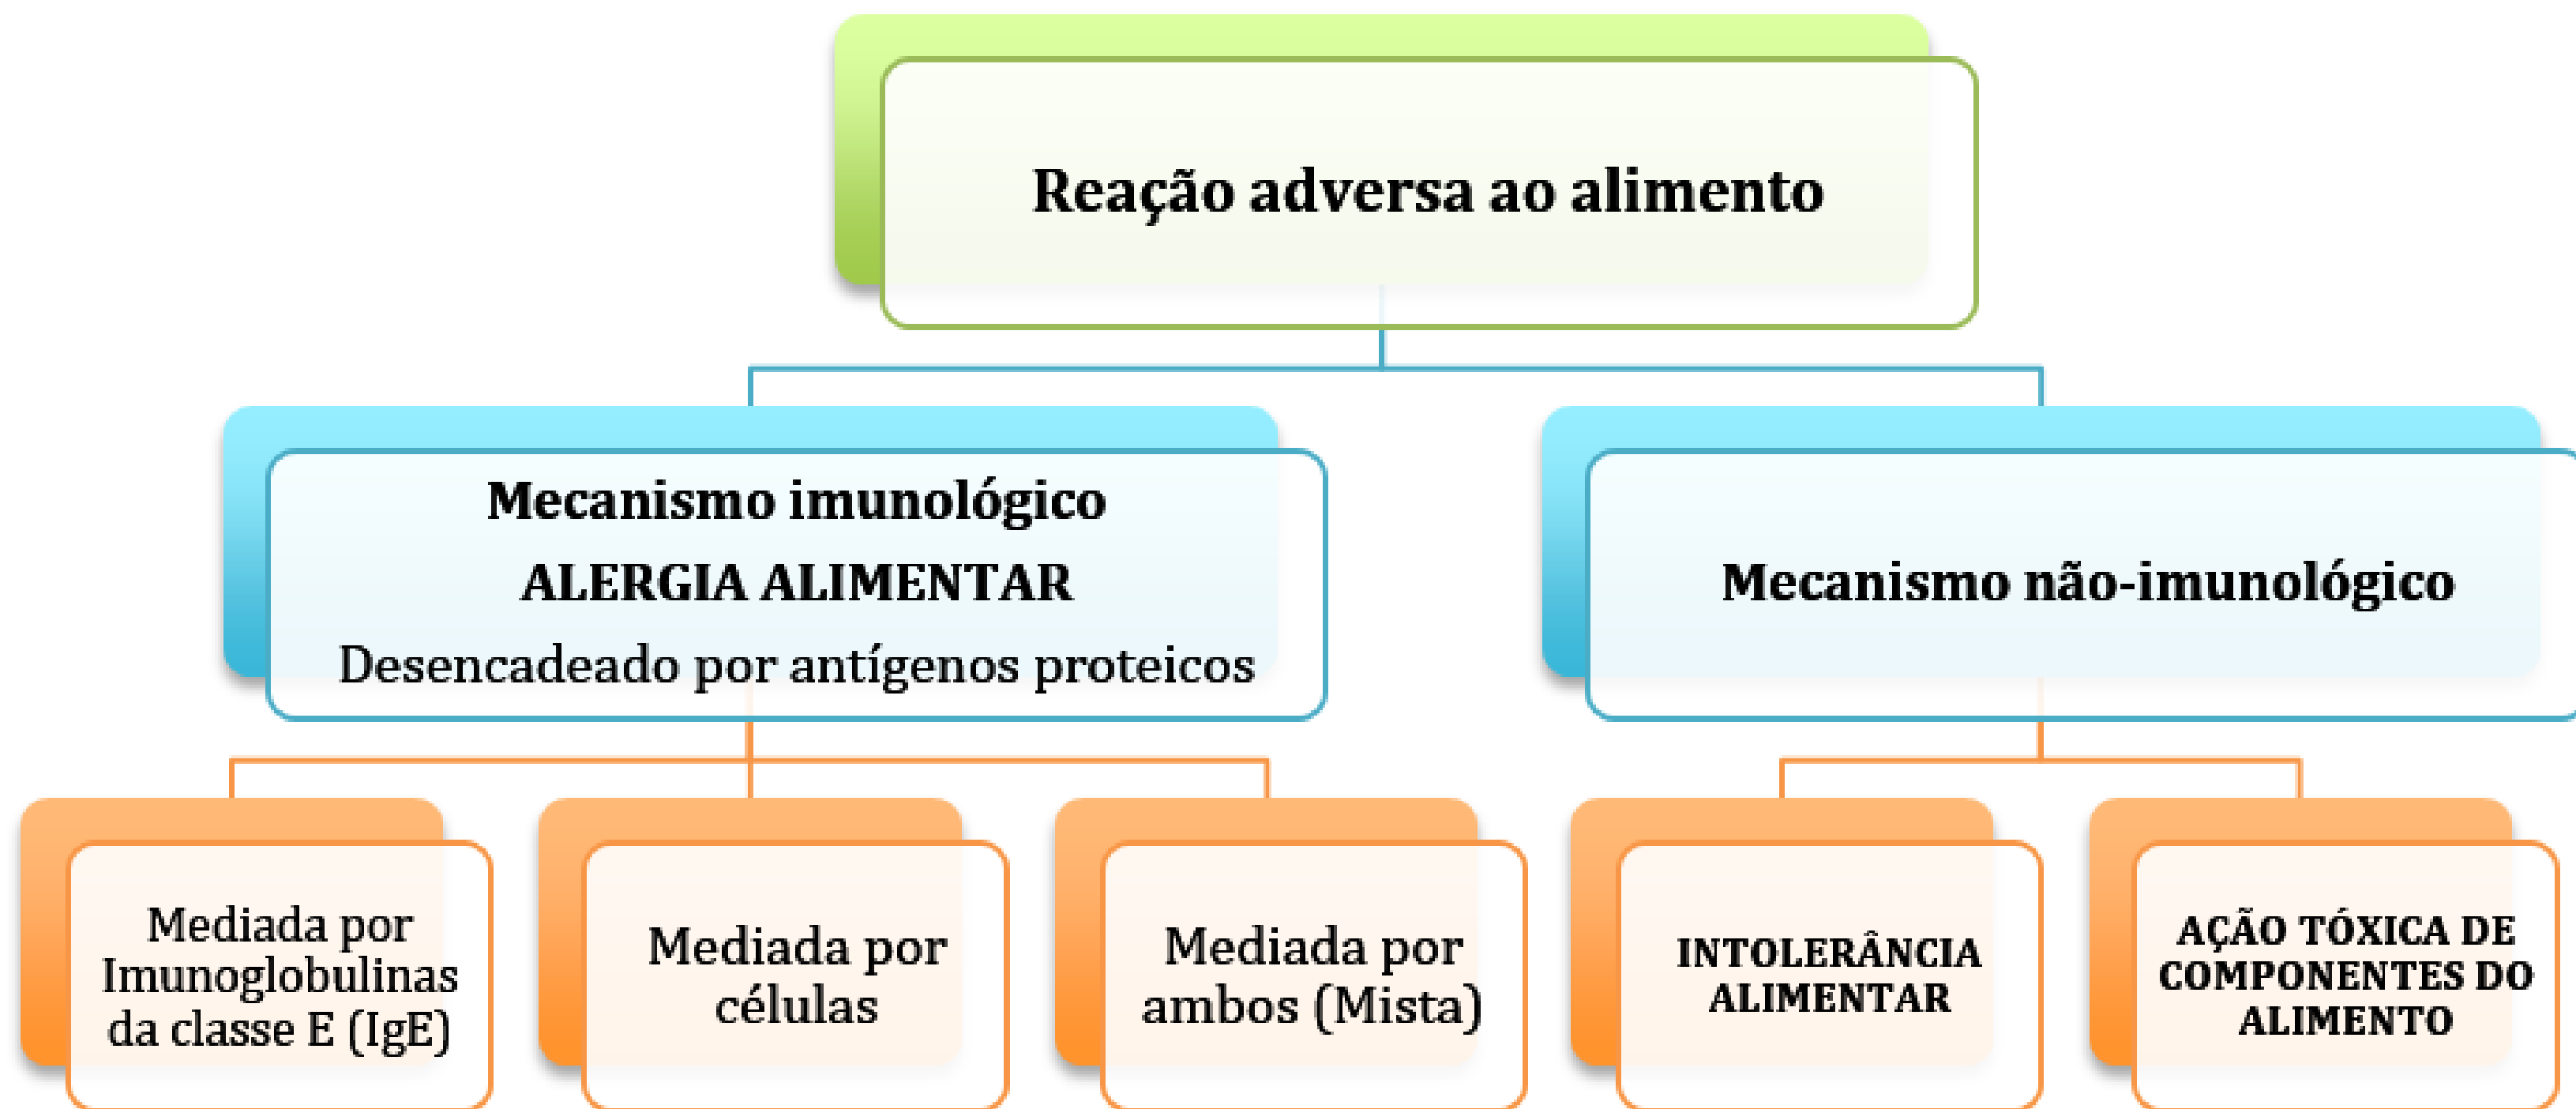 Reação adversa ao alimento
Mecanismo imunológico
ALERGIA ALIMENTAR
Desencadeado por antígenos proteicos
Mecanismo não-imunológico
Mediada por
Imunoglobulinas
da classe E (IgE)
Mediada por
células
Mediada por
ambos (Mista)
INTOLERÂNCIA
ALIMENTAR
AÇÃO TÓXICA DE
COMPONENTES DO
ALIMENTO